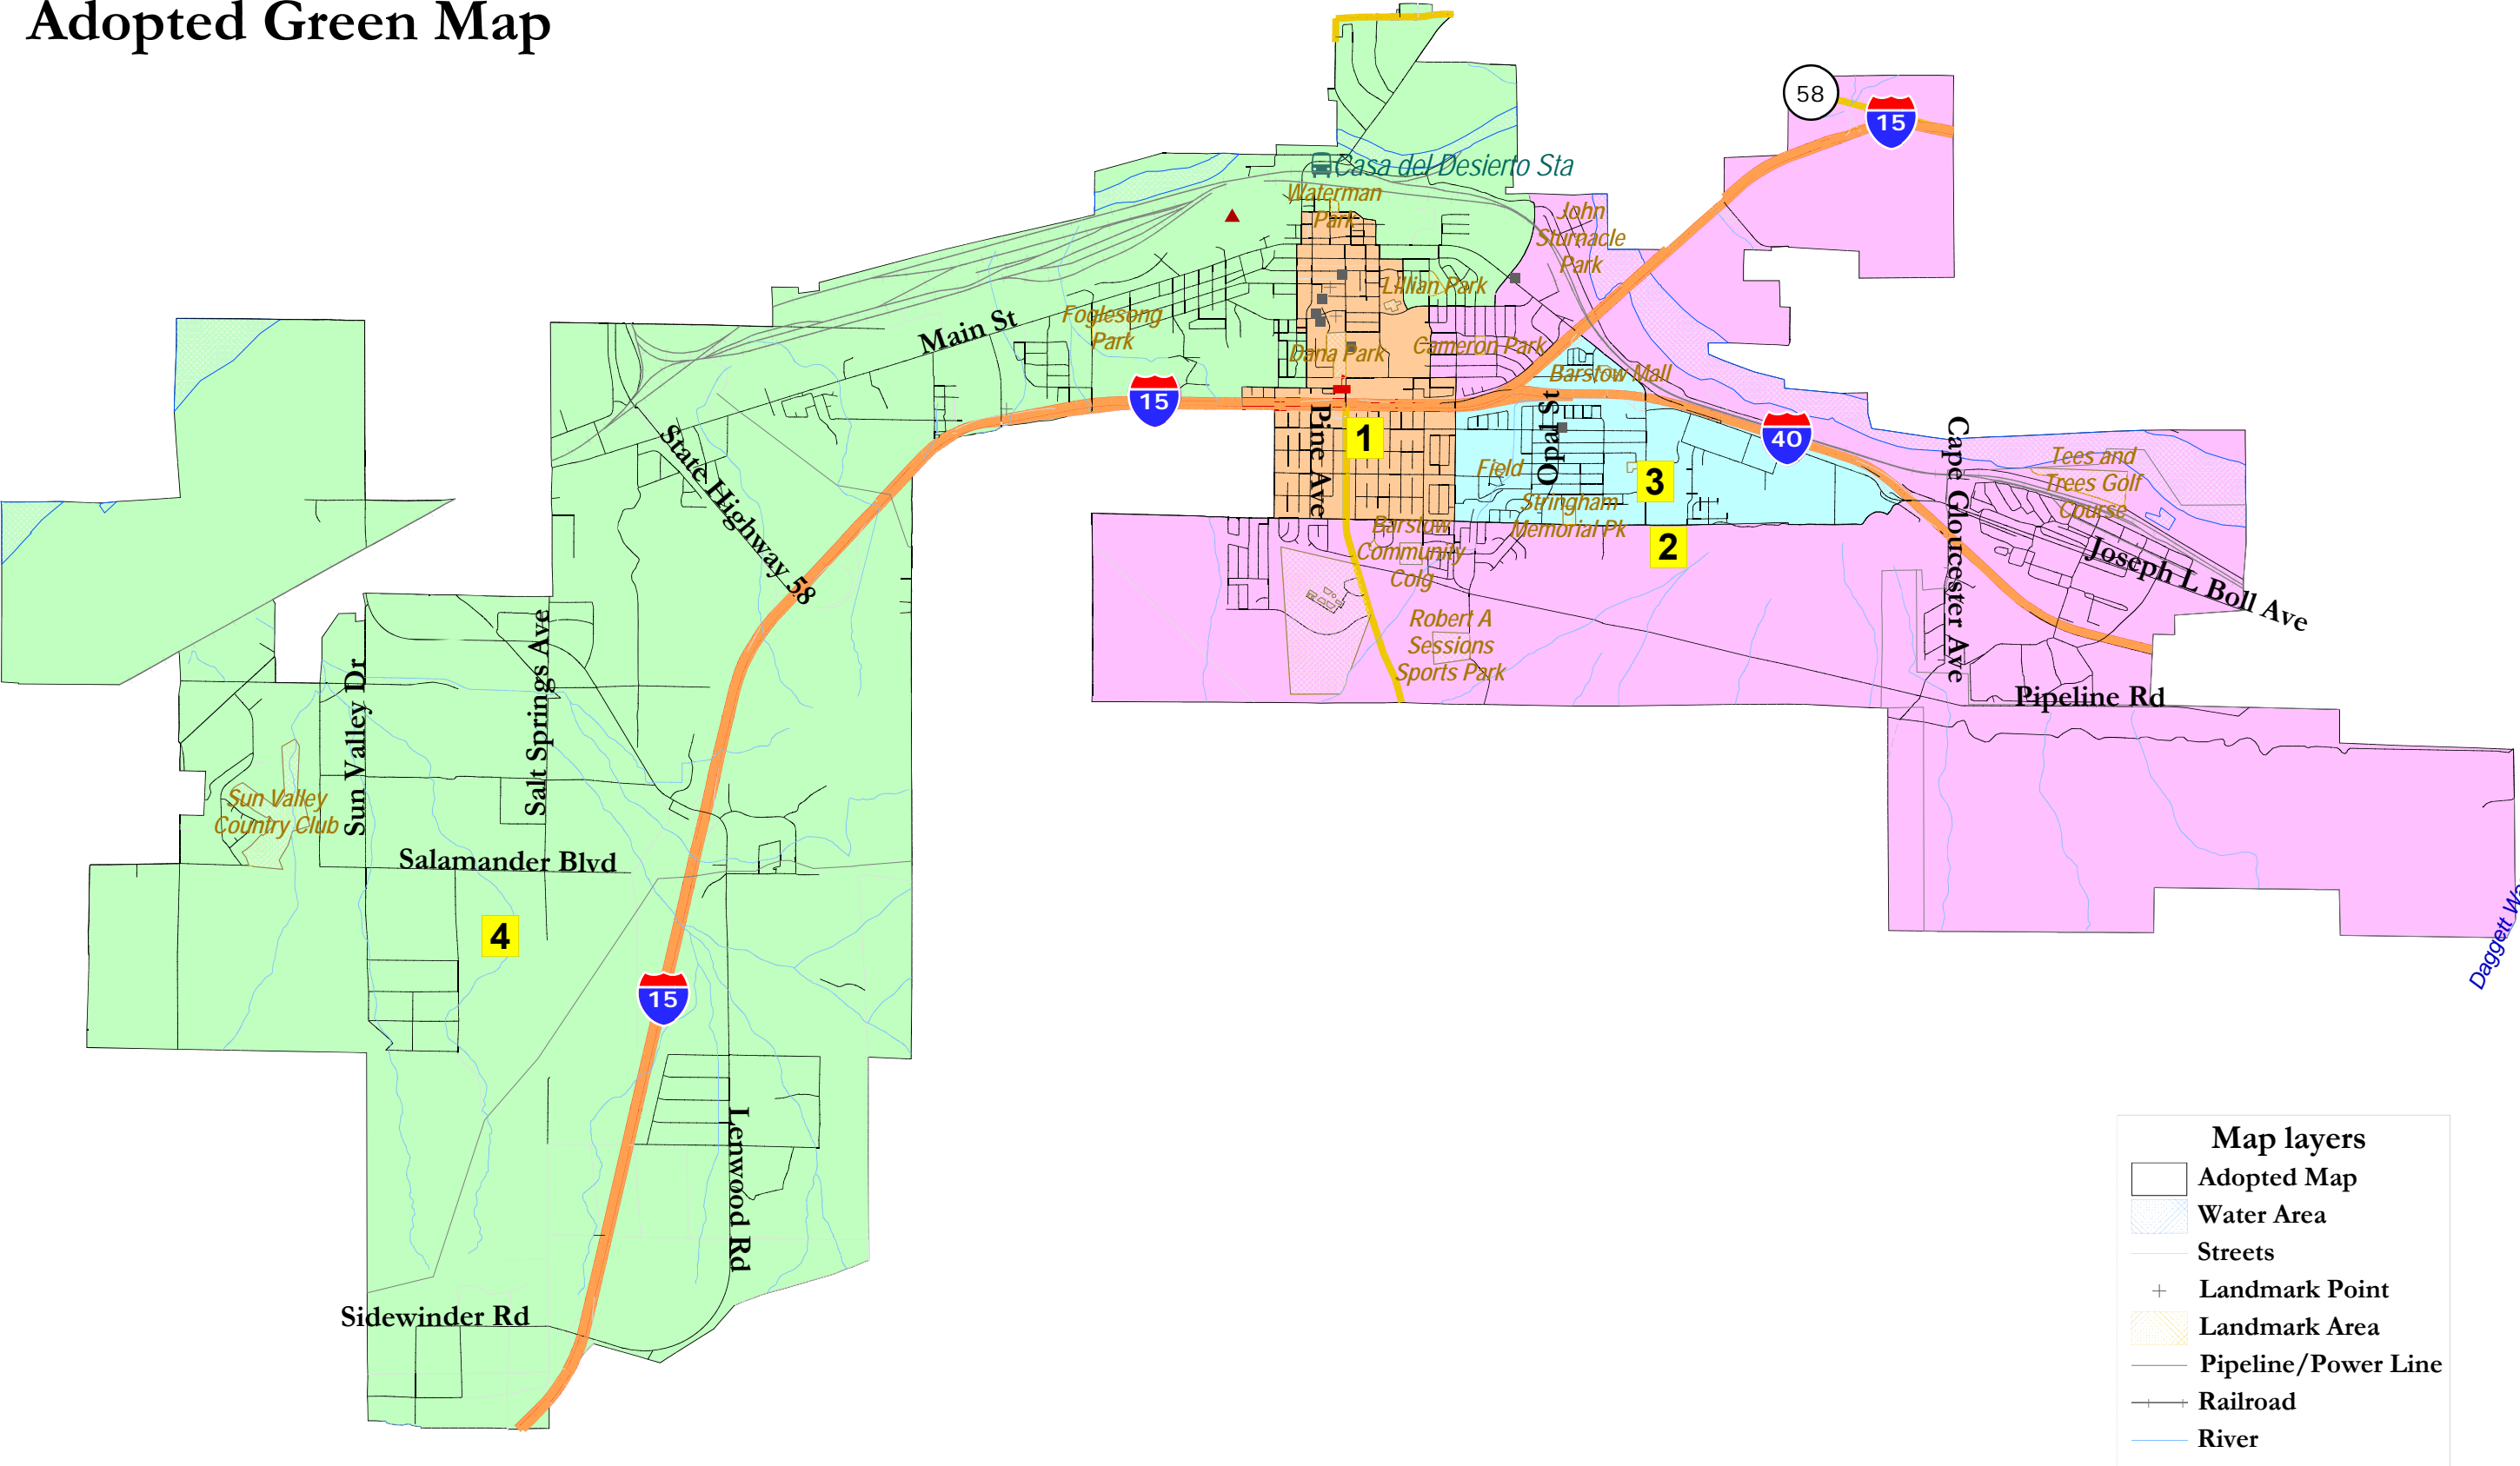 Adopted Green Map
58
15
Casa del Desierto Sta
Waterman
Park
John
Sturnacle
Park
Lillian Park
Foglesong
Park
Main St
Dana Park
Cameron Park
Barstow Mall
15
Opal St
Pine Ave
1
40
State Highway 58
Field
3
Stringham
Memorial Pk
2
Barstow
Community
Colg
Cape Gloucester Ave
Tees and
Trees Golf
Course
Joseph L Boll Ave
Robert A
Sessions
Sports Park
Pipeline Rd
Sun Valley Dr
Salt Springs Ave
Sun Valley
Country Club
Salamander Blvd
4
15
Daggett
Lenwood Rd
Sidewinder Rd
Map layers
Adopted Map
Water Area
Streets
Landmark Point
Landmark Area
Pipeline/Power Line
Railroad
River